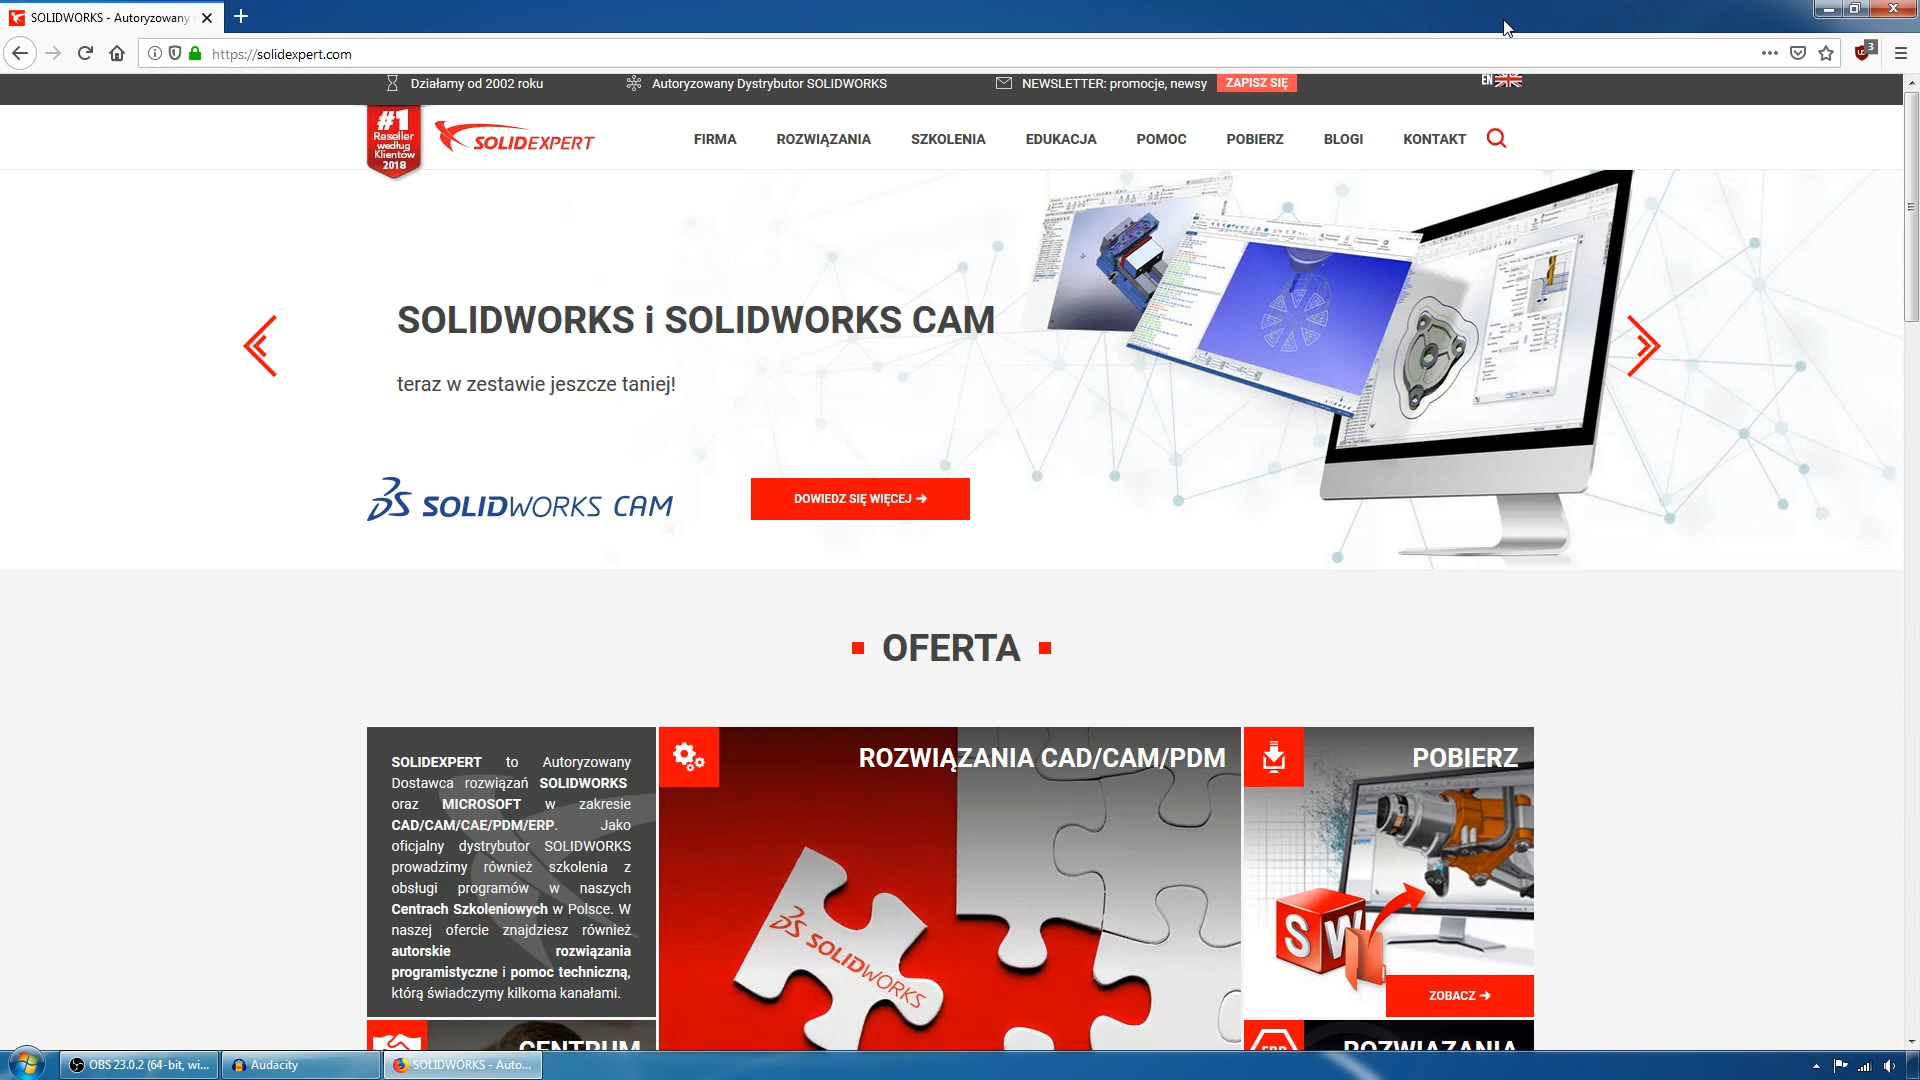 SOLIDWORKS - Autoryzowany
https://solidexpert.com
3
Działamy od 2002 roku
Autoryzowany Dystrybutor SOLIDWORKS
NEWSLETTER: promocje, newsy
ZAPISZ SIĘ
EN
#1
Reseller
według
Klientów
2018
SOLIDEXPERT
FIRMA
ROZWIĄZANIA
SZKOLENIA
EDUKACJA
POMOC
POBIERZ
BLOGI
KONTAKT
SOLIDWORKS i SOLIDWORKS CAM
teraz w zestawie jeszcze taniej!
SOLIDWORKS CAM
DOWIEDZ SIĘ WIĘCEJ →
OFERTA
SOLIDEXPERT to Autoryzowany
Dostawca rozwiązań SOLIDWORKS
oraz MICROSOFT w zakresie
CAD/CAM/CAE/PDM/ERP. Jako
oficjalny dystrybutor SOLIDWORKS
prowadzimy również szkolenia z
obsługi programów w naszych
Centrach Szkoleniowych w Polsce. W
naszej ofercie znajdziesz również
autorskie rozwiązania
programistyczne i pomoc techniczną,
którą świadczymy kilkoma kanałami.
ROZWIĄZANIA CAD/CAM/PDM
SOLIDWORKS
POBIERZ
SW
ZOBACZ →
CENTRUM
ERP
ROZWIĄZANIA
OBS 23.0.2 (64-bit, wi...
Audacity
SOLIDWORKS - Auto...